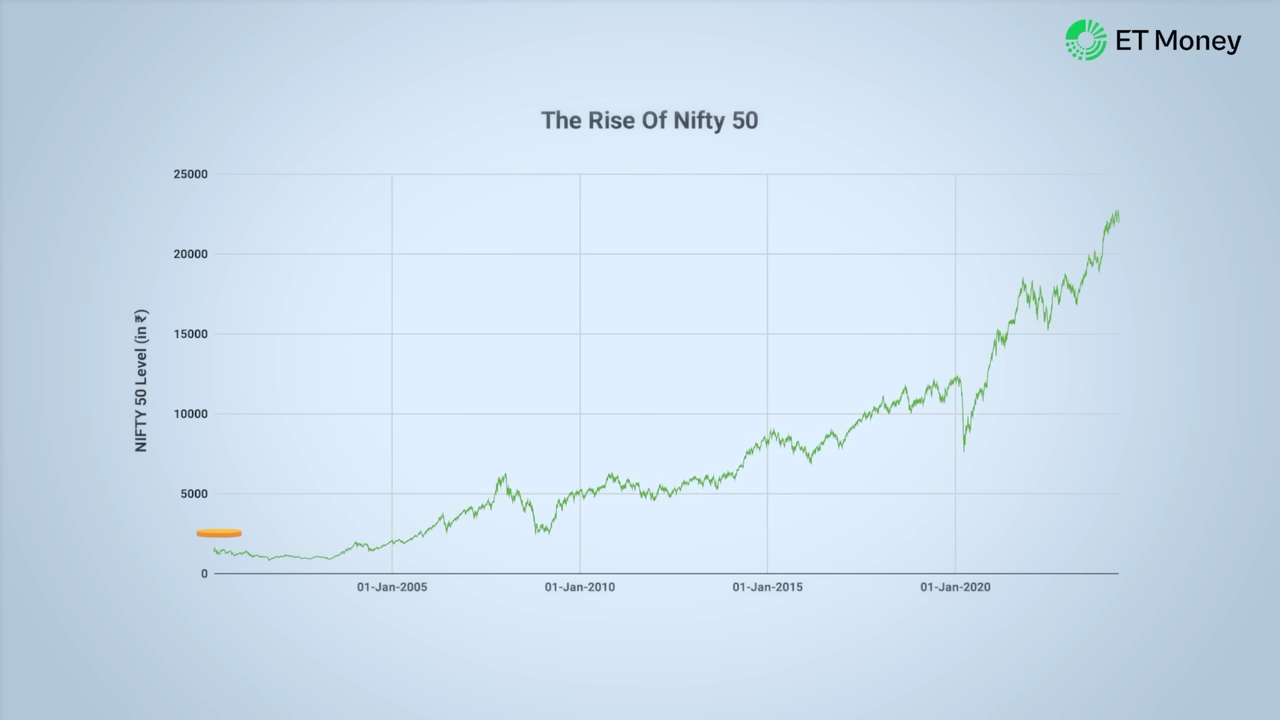 ET Money
The Rise Of Nifty 50
25000
20000
15000
10000
5000
0
NIFTY 50 Level (in ₹)
01-Jan-2005
01-Jan-2010
01-Jan-2015
01-Jan-2020